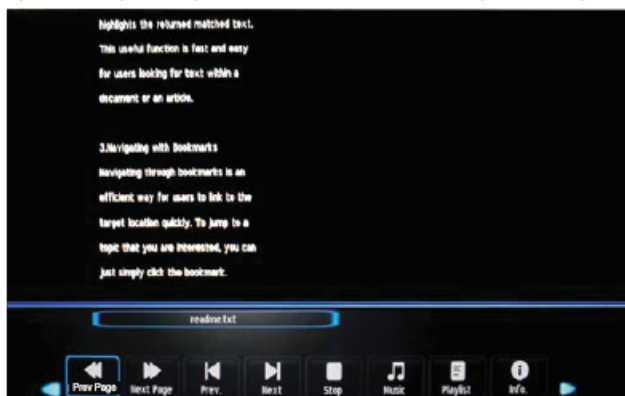 highlights the returned matched text.
This useful function is fast and easy
for users looking for text within a
document or an article.
3.Navigating with Bookmarks
Navigating through bookmarks is an
efficient way for users to link to the
target location quickly. To jump to a
topic that you are interested, you can
just simply click the bookmark.
readme.txt
Prev Page Next Page Prev. Next Stop Music Playlist Info.